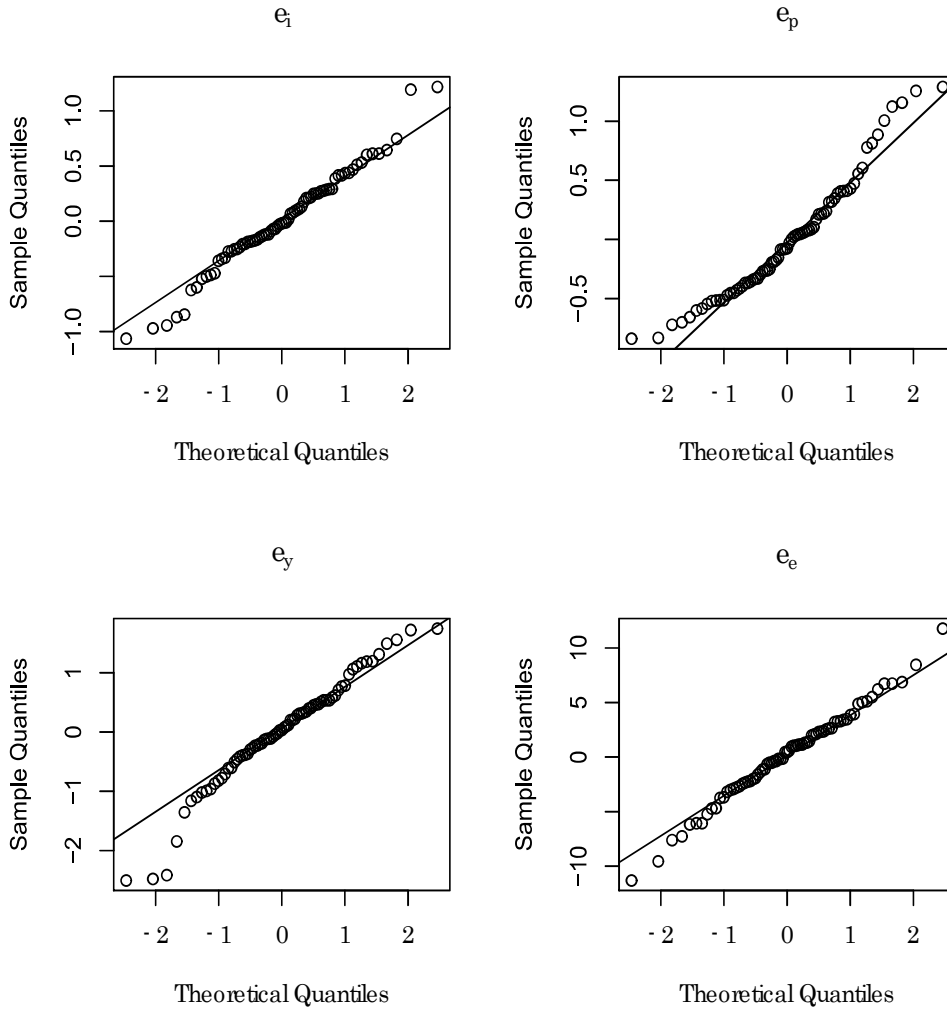 e_i
Sample Quantiles
-1.0 0.0 0.5 1.0
-2 -1 0 1 2
Theoretical Quantiles
e_p
Sample Quantiles
-0.5 0.5 1.0
-2 -1 0 1 2
Theoretical Quantiles
e_y
Sample Quantiles
-2 -1 0 1
-2 -1 0 1 2
Theoretical Quantiles
e_e
Sample Quantiles
-10 0 5 10
-2 -1 0 1 2
Theoretical Quantiles